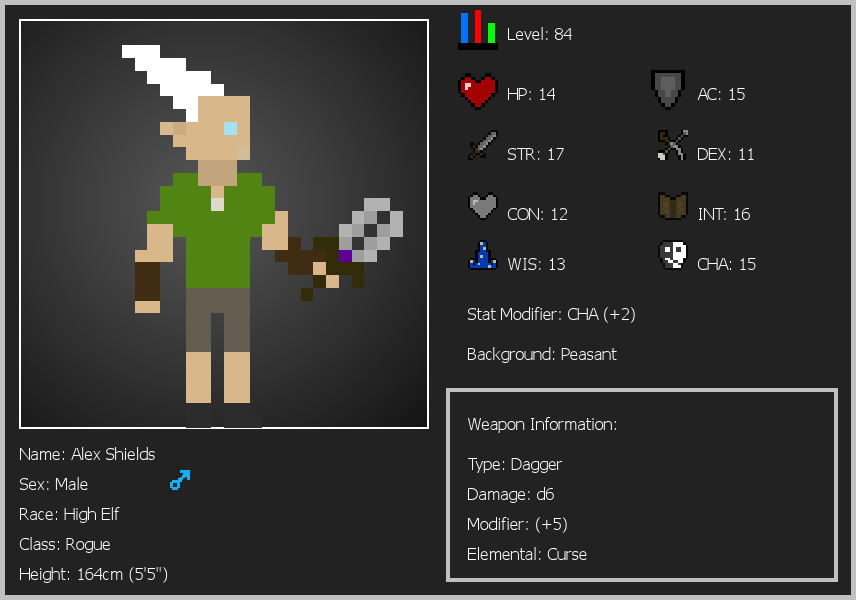 Level: 84
HP: 14
AC: 15
STR: 17
DEX: 11
CON: 12
INT: 16
WIS: 13
CHA: 15
Stat Modifier: CHA (+2)
Background: Peasant
Weapon Information:
Type: Dagger
Damage: d6
Modifier: (+5)
Elemental: Curse
Name: Alex Shields
Sex: Male
Race: High Elf
Class: Rogue
Height: 164cm (5'5")